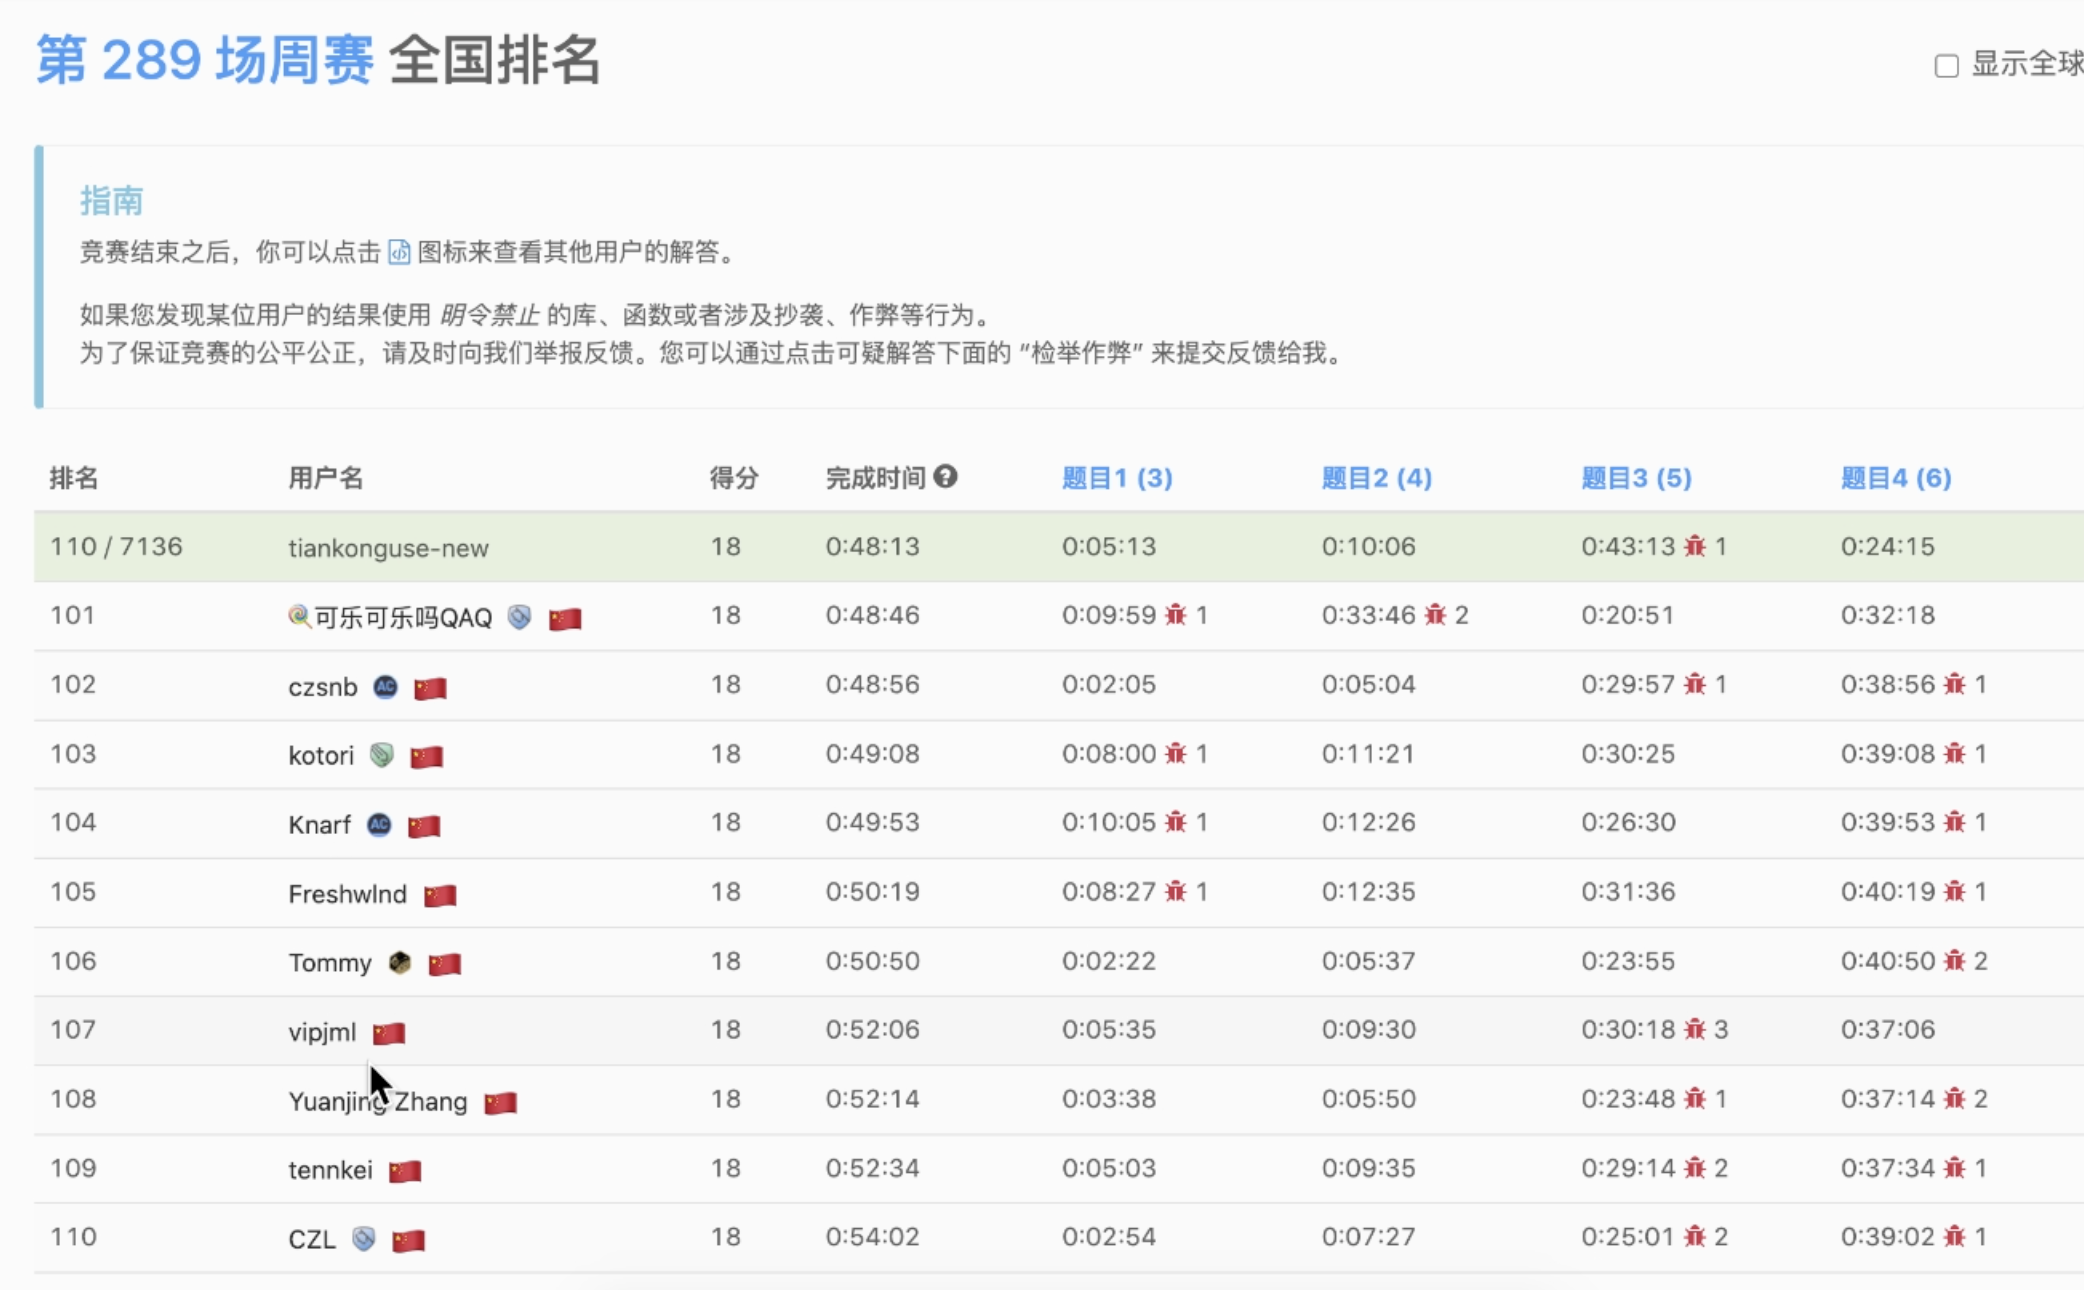 第 289 场周赛 全国排名
显示全球
指南
竞赛结束之后，你可以点击 图标来查看其他用户的解答。
如果您发现某位用户的结果使用 明令禁止 的库、函数或者涉及抄袭、作弊等行为。
为了保证竞赛的公平公正，请及时向我们举报反馈。您可以通过点击可疑解答下面的 “检举作弊” 来提交反馈给我。
排名 用户名 得分 完成时间 题目1 (3) 题目2 (4) 题目3 (5) 题目4 (6)
110 / 7136 tiankonguse-new 18 0:48:13 0:05:13 0:10:06 0:43:13 1 0:24:15
101 可乐可乐吗QAQ 18 0:48:46 0:09:59 1 0:33:46 2 0:20:51 0:32:18
102 czsnb AC 18 0:48:56 0:02:05 0:05:04 0:29:57 1 0:38:56 1
103 kotori 18 0:49:08 0:08:00 1 0:11:21 0:30:25 0:39:08 1
104 Knarf AC 18 0:49:53 0:10:05 1 0:12:26 0:26:30 0:39:53 1
105 Freshwlnd 18 0:50:19 0:08:27 1 0:12:35 0:31:36 0:40:19 1
106 Tommy 18 0:50:50 0:02:22 0:05:37 0:23:55 0:40:50 2
107 vipjml 18 0:52:06 0:05:35 0:09:30 0:30:18 3 0:37:06
108 Yuanjing Zhang 18 0:52:14 0:03:38 0:05:50 0:23:48 1 0:37:14 2
109 tennkei 18 0:52:34 0:05:03 0:09:35 0:29:14 2 0:37:34 1
110 CZL 18 0:54:02 0:02:54 0:07:27 0:25:01 2 0:39:02 1